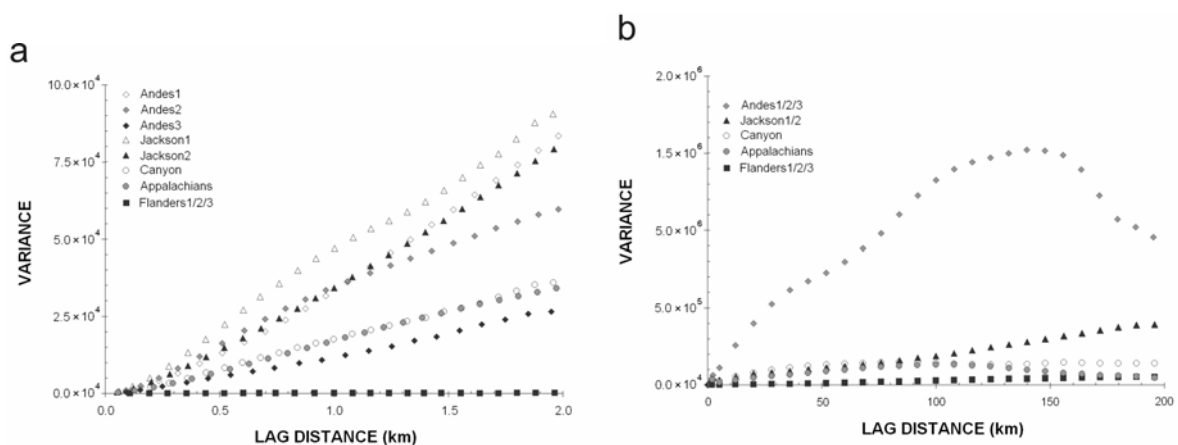 a
10.0 × 10⁴
7.5 × 10⁴
5.0 × 10⁴
2.5 × 10⁴
0.0 × 10⁴
VARIANCE
Andes1
Andes2
Andes3
Jackson1
Jackson2
Canyon
Appalachians
Flanders1/2/3
0.0
0.5
1.0
1.5
2.0
LAG DISTANCE (km)
b
2.0 × 10⁶
1.5 × 10⁶
5.0 × 10⁶
5.0 × 10⁵
0.0 × 10⁴
VARIANCE
Andes1/2/3
Jackson1/2
Canyon
Appalachians
Flanders1/2/3
0
50
100
150
200
LAG DISTANCE (km)